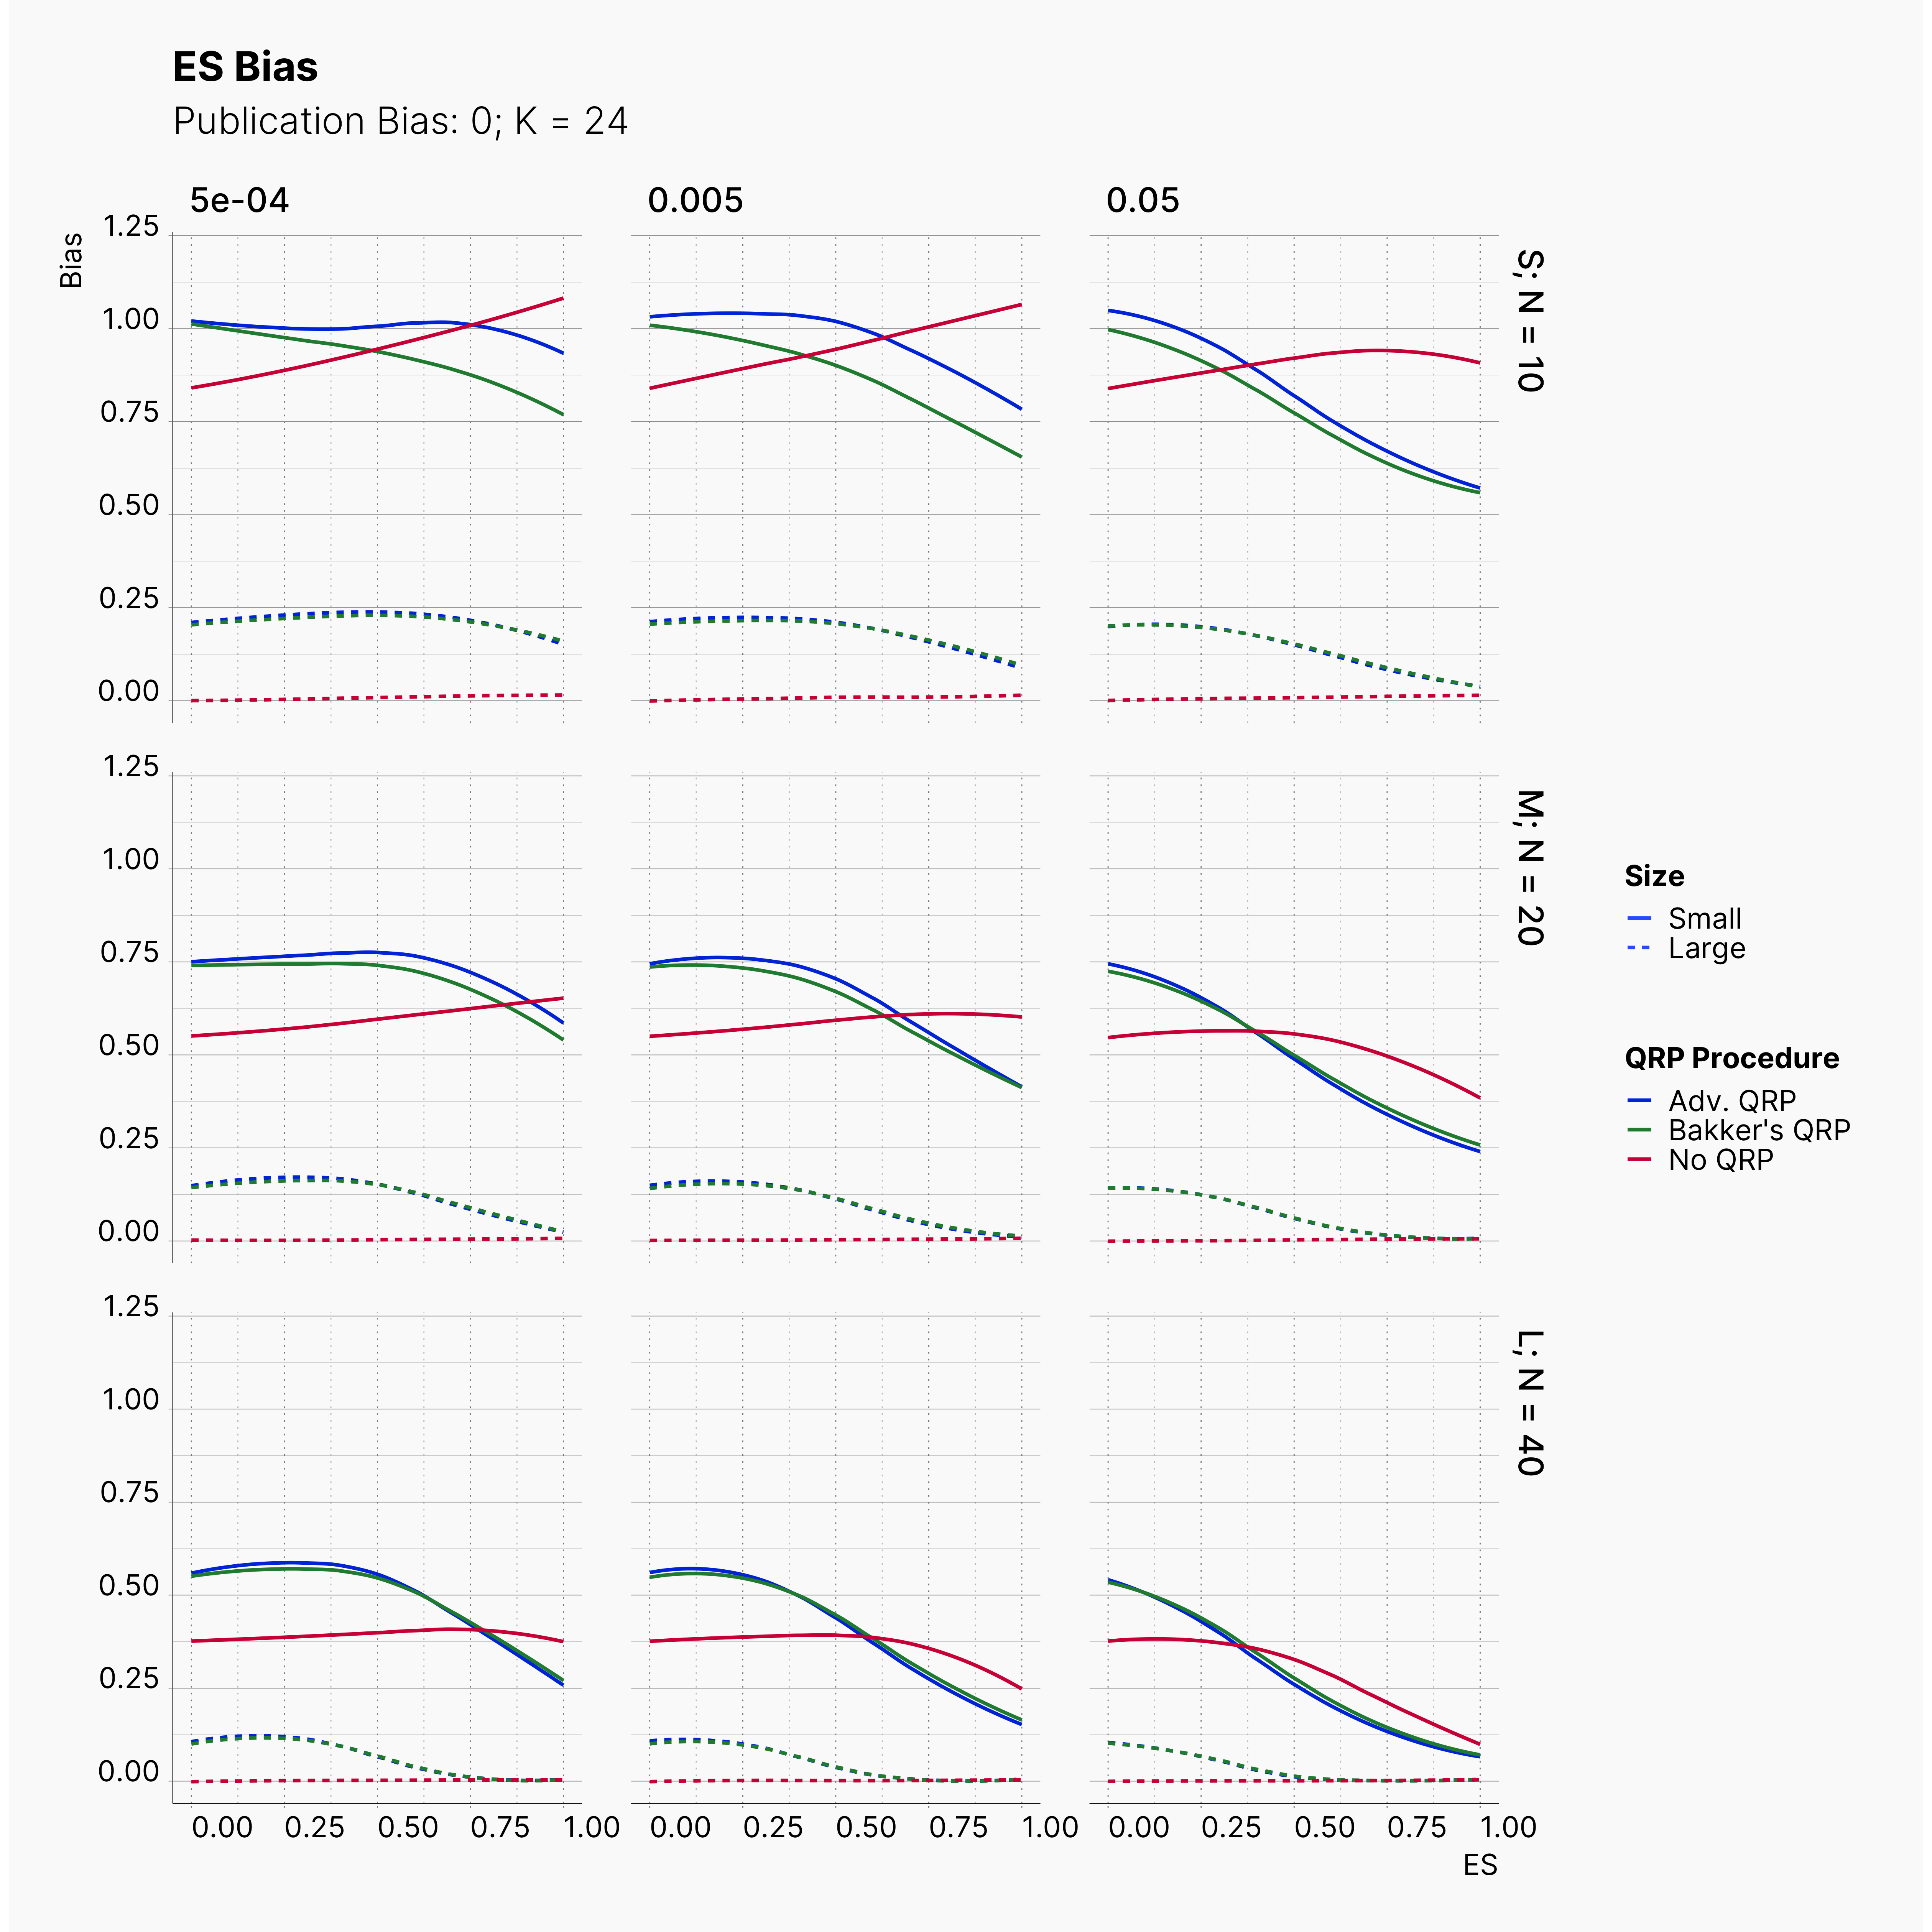 ES Bias
Publication Bias: 0; K = 24
5e-04
0.005
0.05
Bias
1.25
1.00
0.75
0.50
0.25
0.00
S; N = 10
1.25
1.00
0.75
0.50
0.25
0.00
M; N = 20
1.25
1.00
0.75
0.50
0.25
0.00
L; N = 40
0.00 0.25 0.50 0.75 1.00
0.00 0.25 0.50 0.75 1.00
0.00 0.25 0.50 0.75 1.00
ES
Size
Small
Large
QRP Procedure
Adv. QRP
Bakker's QRP
No QRP